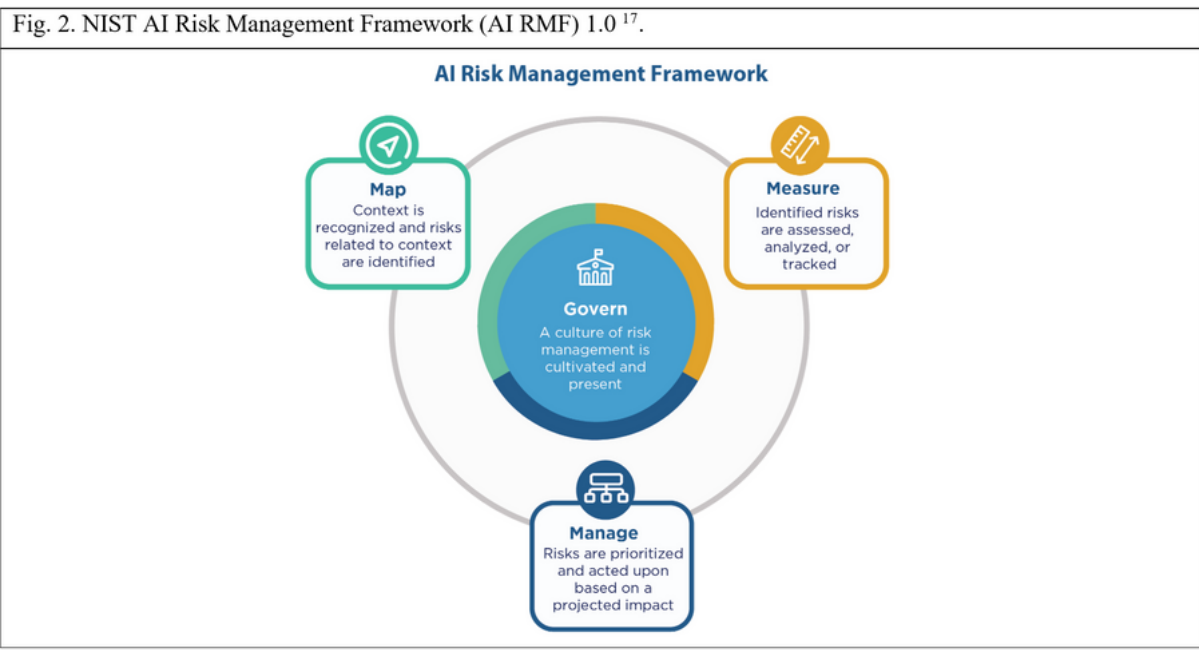 Fig. 2. NIST AI Risk Management Framework (AI RMF) 1.0 17.
AI Risk Management Framework
Map
Context is
recognized and risks
related to context
are identified
Measure
Identified risks
are assessed,
analyzed, or
tracked
Govern
A culture of risk
management is
cultivated and
present
Manage
Risks are prioritized
and acted upon
based on a
projected impact